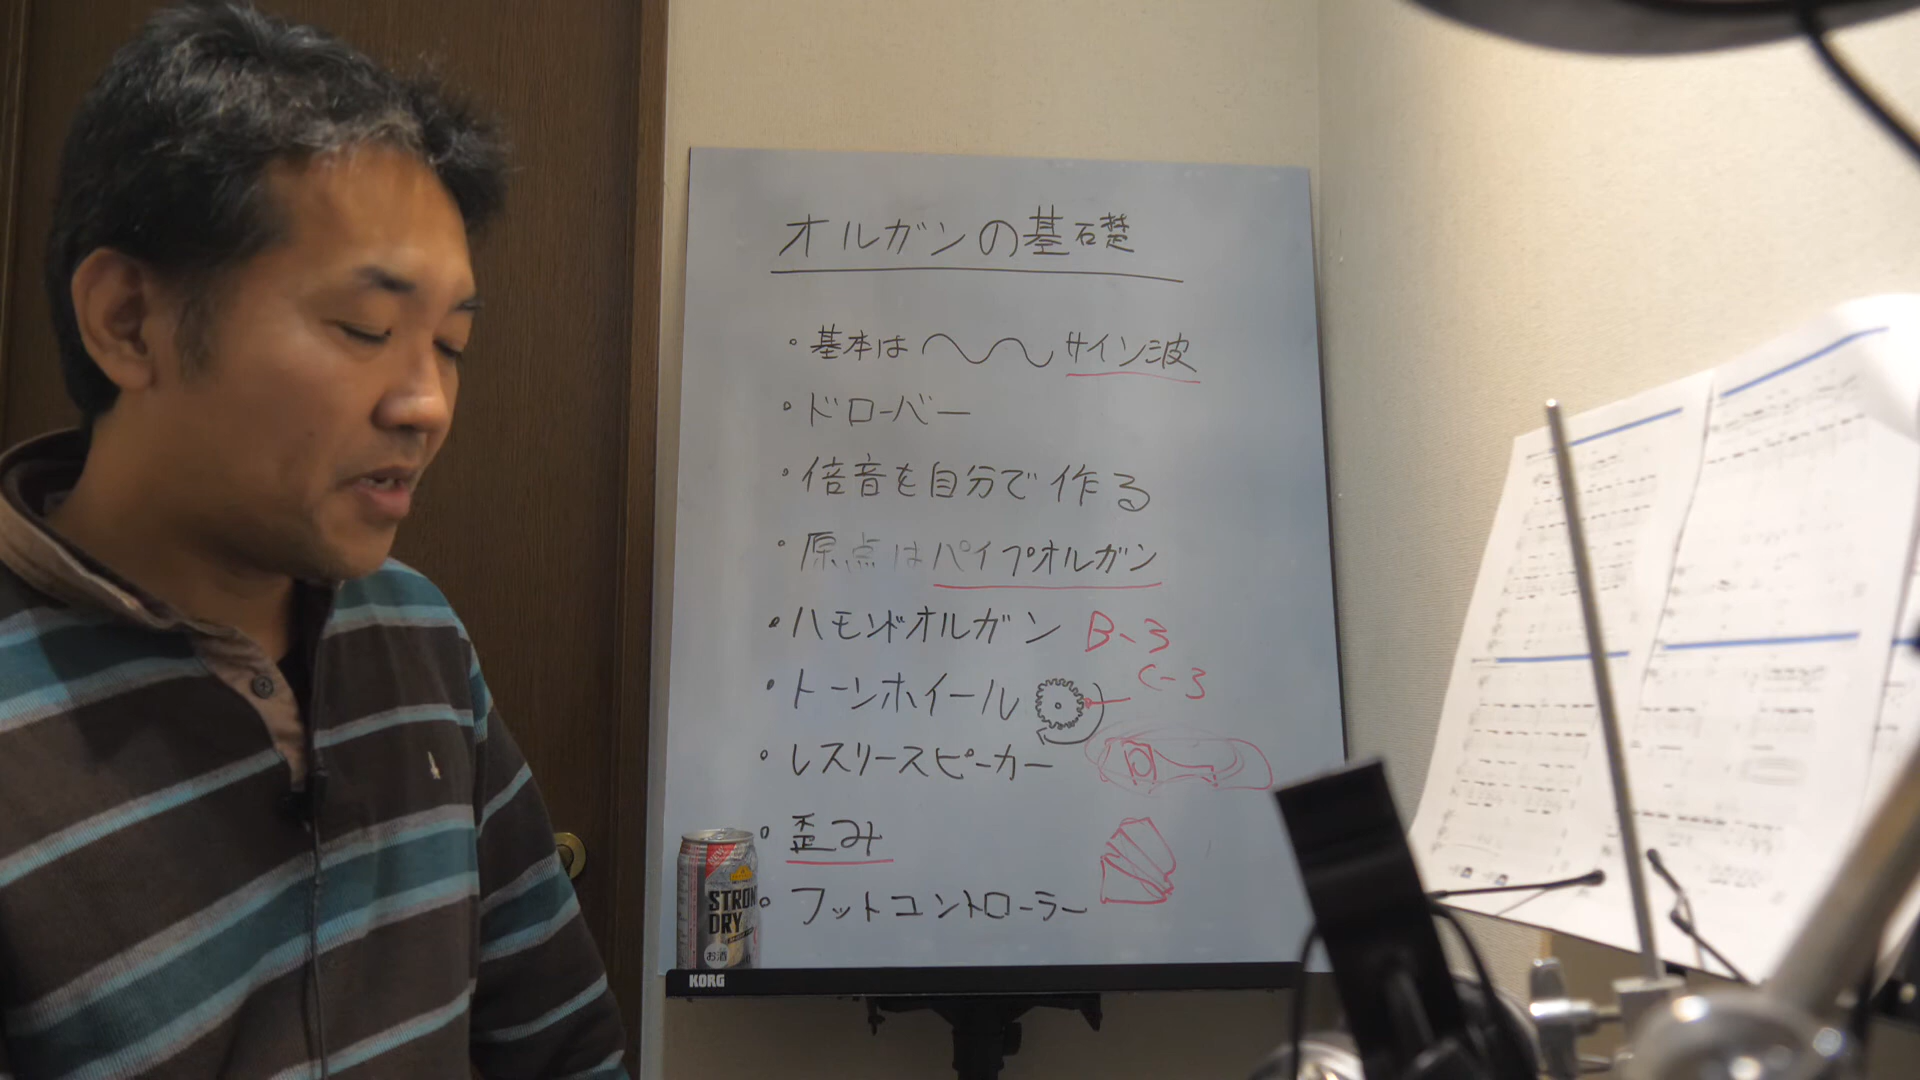 オルガンの基礎
・基本は サイン波
・ドローバー
・倍音を自分で作る
・原点はパイプオルガン
・ハモンドオルガン B-3
C-3
・トーンホイール
・レスリースピーカー
・歪み
・フットコントローラー
STRON
DRY
お酒
KORG